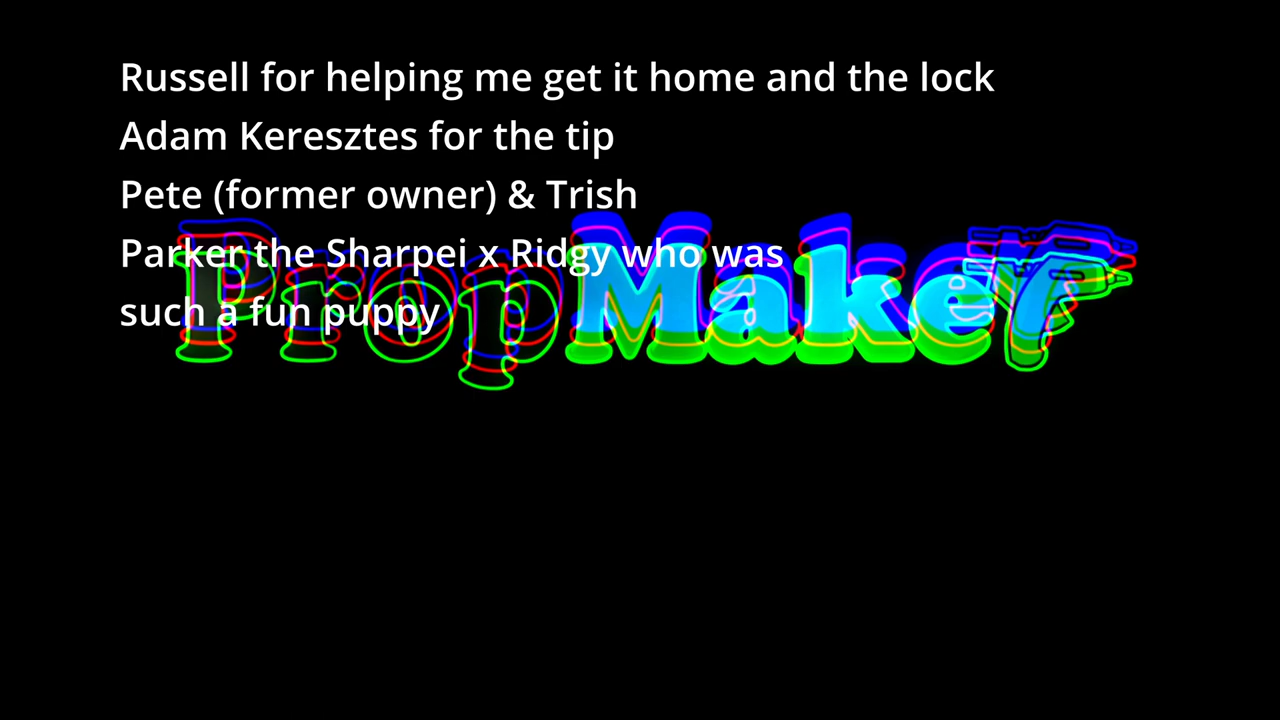 Russell for helping me get it home and the lock
Adam Keresztes for the tip
Pete (former owner) & Trish
Parker the Sharpei x Ridgy who was
such a fun puppy
PropMaker